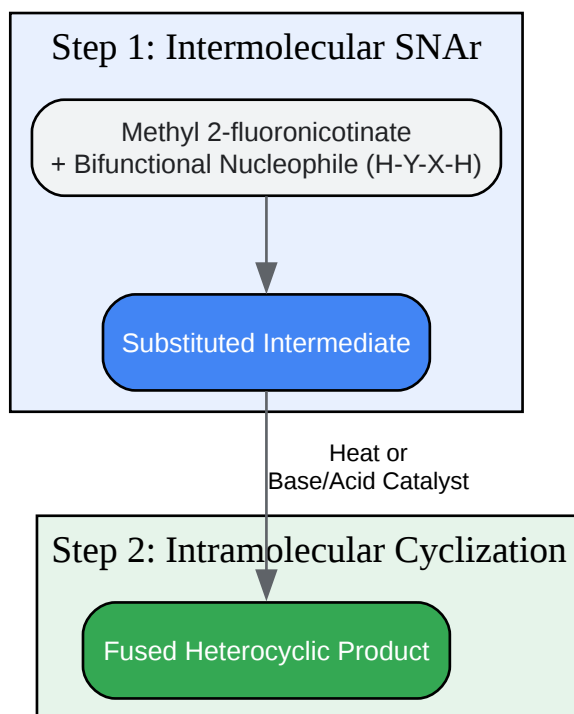 Step 1: Intermolecular SNAr
Methyl 2-fluoronicotinate
+ Bifunctional Nucleophile (H-Y-X-H)
Substituted Intermediate
Heat or
Base/Acid Catalyst
Step 2: Intramolecular Cyclization
Fused Heterocyclic Product